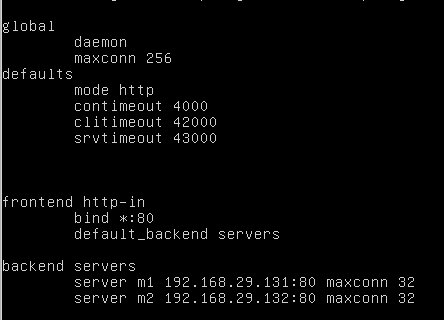 global
daemon
maxconn 256
defaults
mode http
contimeout 4000
clitimeout 42000
srvtimeout 43000
frontend http-in
bind *:80
default_backend servers
backend servers
server m1 192.168.29.131:80 maxconn 32
server m2 192.168.29.132:80 maxconn 32